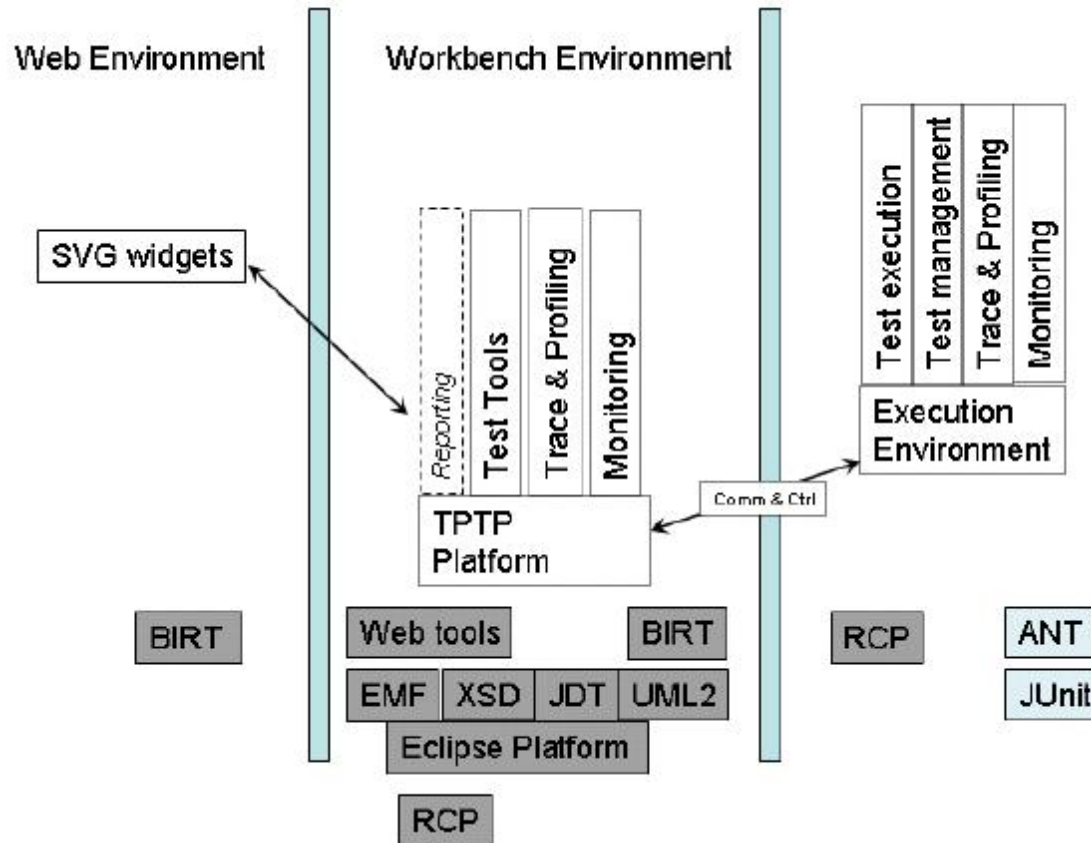 Web Environment
Workbench Environment
SVG widgets
Reporting
Test Tools
Trace & Profiling
Monitoring
TPTP
Platform
Test execution
Test management
Trace & Profiling
Monitoring
Execution
Environment
Comm & Ctrl
BIRT
Web tools
BIRT
RCP
ANT
EMF
XSD
JDT
UML2
JUnit
Eclipse Platform
RCP